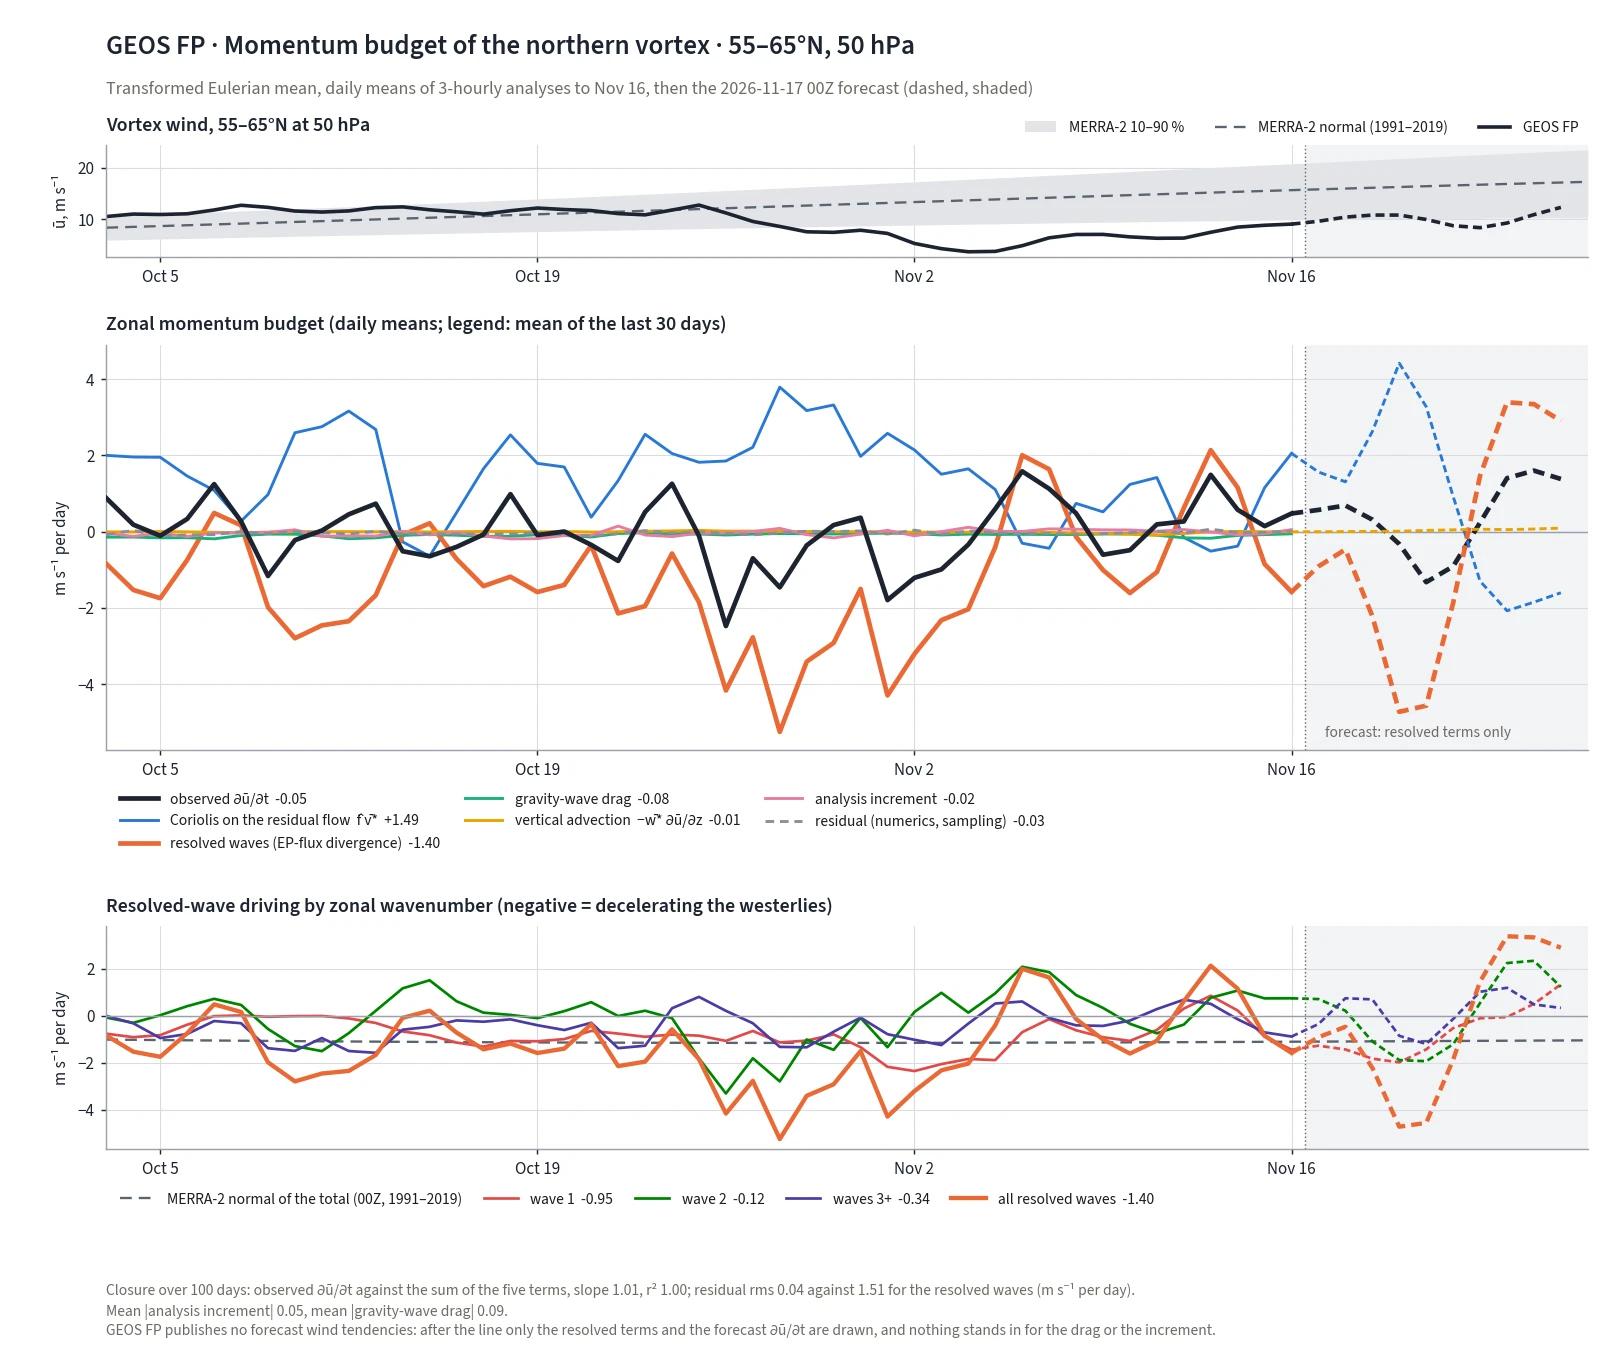 GEOS FP · Momentum budget of the northern vortex · 55–65°N, 50 hPa
Transformed Eulerian mean, daily means of 3-hourly analyses to Nov 16, then the 2026-11-17 00Z forecast (dashed, shaded)
Vortex wind, 55–65°N at 50 hPa
MERRA-2 10–90 % MERRA-2 normal (1991–2019) GEOS FP
20
10
ū, m s⁻¹
Oct 5 Oct 19 Nov 2 Nov 16
Zonal momentum budget (daily means; legend: mean of the last 30 days)
4
2
0
−2
−4
m s⁻¹ per day
forecast: resolved terms only
Oct 5 Oct 19 Nov 2 Nov 16
observed ∂ū/∂t -0.05 gravity-wave drag -0.08 analysis increment -0.02
Coriolis on the residual flow f v̄* +1.49 vertical advection −w̄* ∂ū/∂z -0.01 residual (numerics, sampling) -0.03
resolved waves (EP-flux divergence) -1.40
Resolved-wave driving by zonal wavenumber (negative = decelerating the westerlies)
2
0
−2
−4
m s⁻¹ per day
Oct 5 Oct 19 Nov 2 Nov 16
MERRA-2 normal of the total (00Z, 1991–2019) wave 1 -0.95 wave 2 -0.12 waves 3+ -0.34 all resolved waves -1.40
Closure over 100 days: observed ∂ū/∂t against the sum of the five terms, slope 1.01, r² 1.00; residual rms 0.04 against 1.51 for the resolved waves (m s⁻¹ per day).
Mean |analysis increment| 0.05, mean |gravity-wave drag| 0.09.
GEOS FP publishes no forecast wind tendencies: after the line only the resolved terms and the forecast ∂ū/∂t are drawn, and nothing stands in for the drag or the increment.